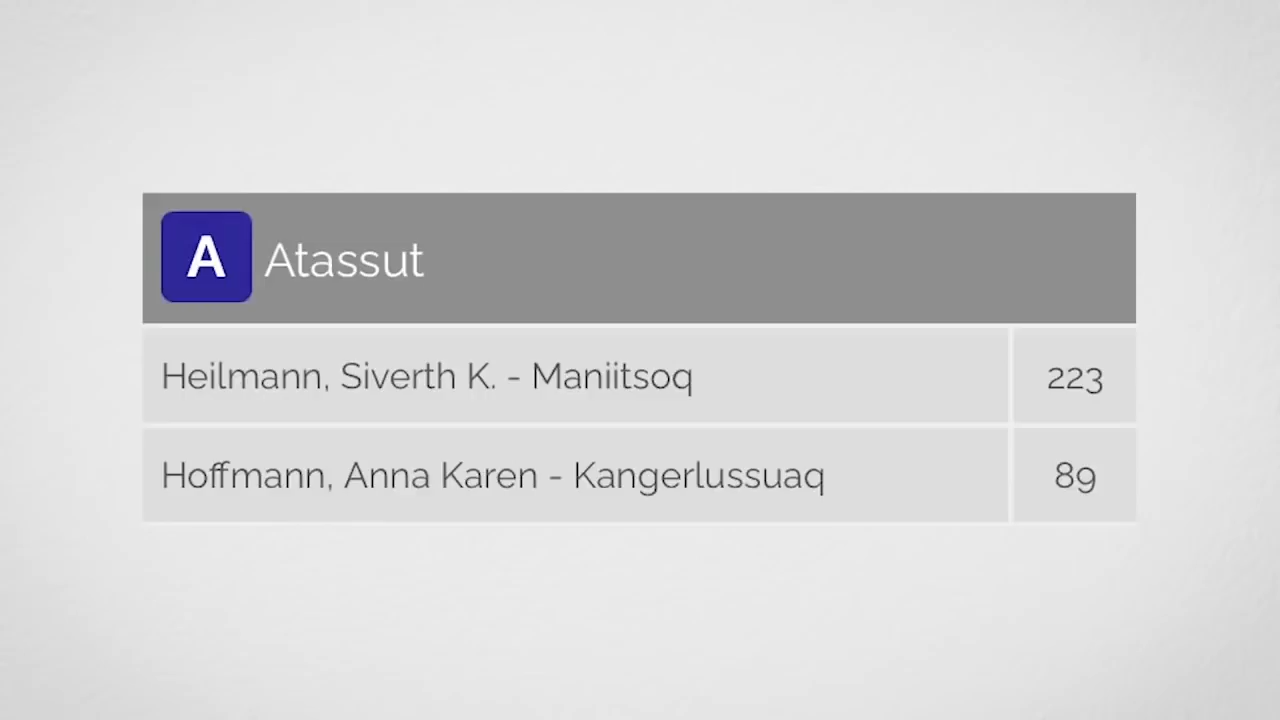 A Atassut
Heilmann, Siverth K. - Maniitsoq 223
Hoffmann, Anna Karen - Kangerlussuaq 89